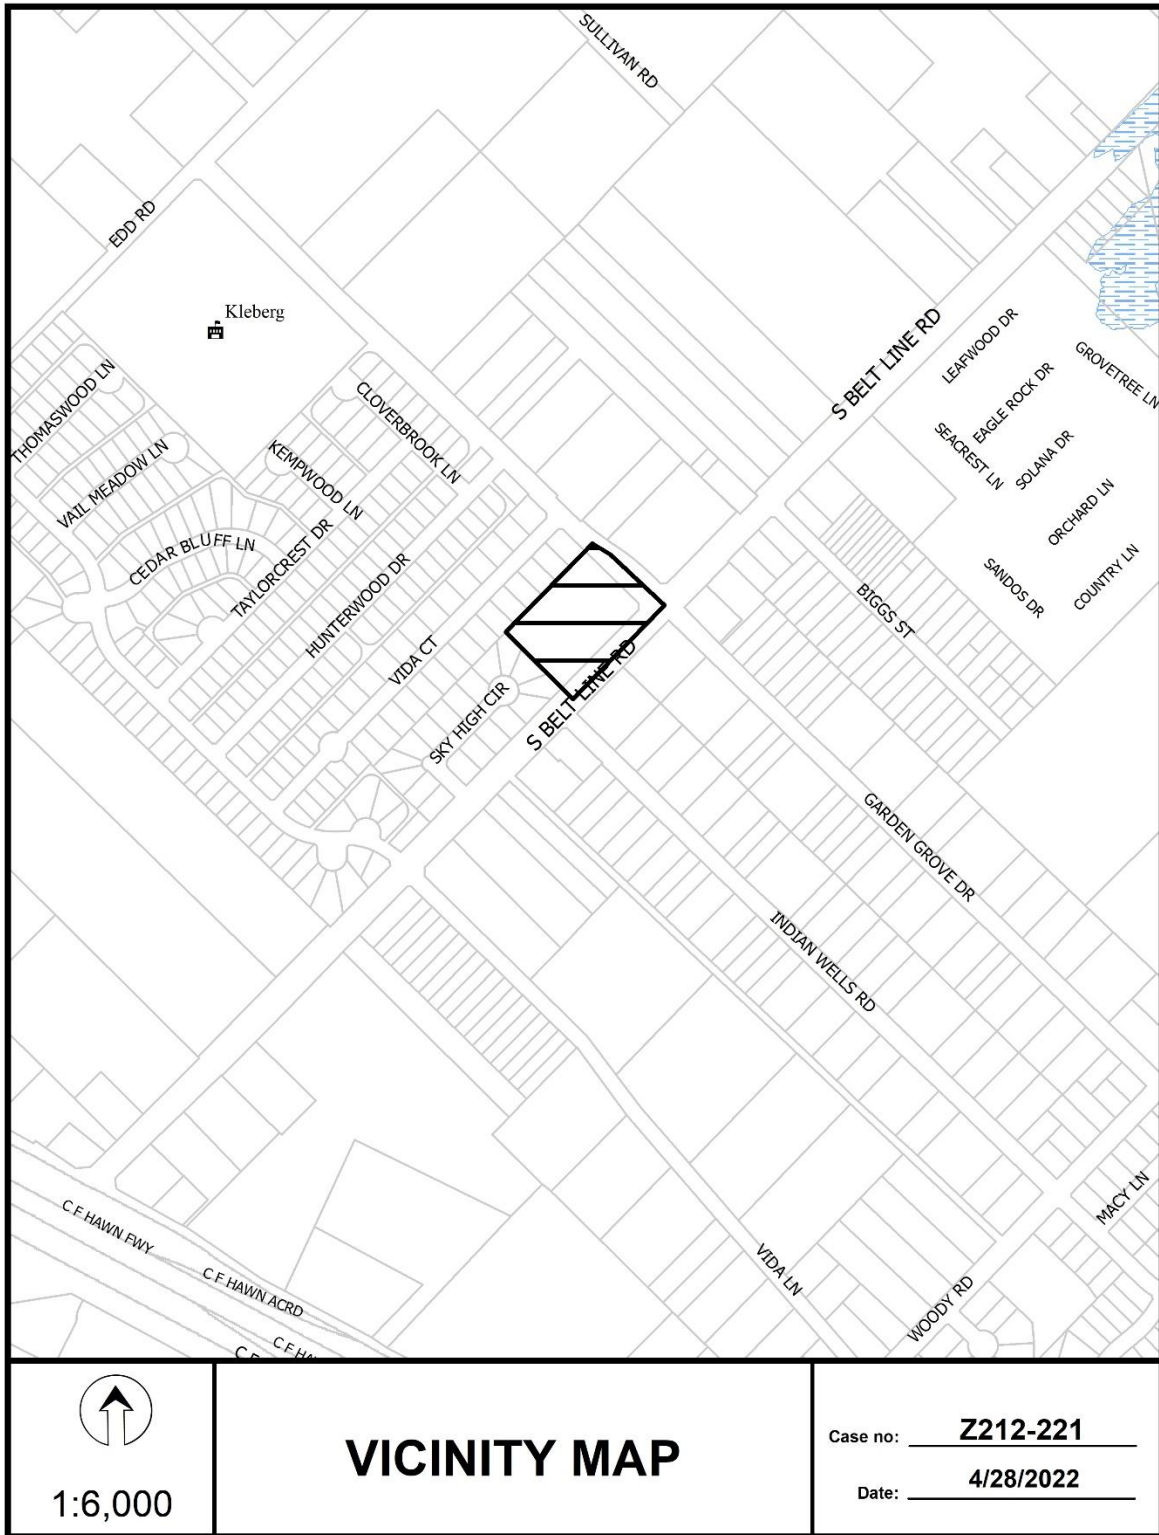 SULLIVAN RD
EDD RD
Kleberg
S BELT LINE RD
LEAFWOOD DR
GROVETREE LN
EAGLE ROCK DR
SEACREST LN
SOLANA DR
ORCHARD LN
SANDOS DR
COUNTRY LN
THOMASWOOD LN
VAIL MEADOW LN
CLOVERBROOK LN
KEMPWOOD LN
CEDAR BLUFF LN
TAYLORCREST DR
HUNTERWOOD DR
VIDA CT
SKY HIGH CIR
S BELT LINE RD
BIGGS ST
GARDEN GROVE DR
INDIAN WELLS RD
MACY LN
VIDA LN
WOODY RD
C F HAWN FWY
C F HAWN ACRD
C F HA
C F
1:6,000
VICINITY MAP
Case no: Z212-221
Date: 4/28/2022